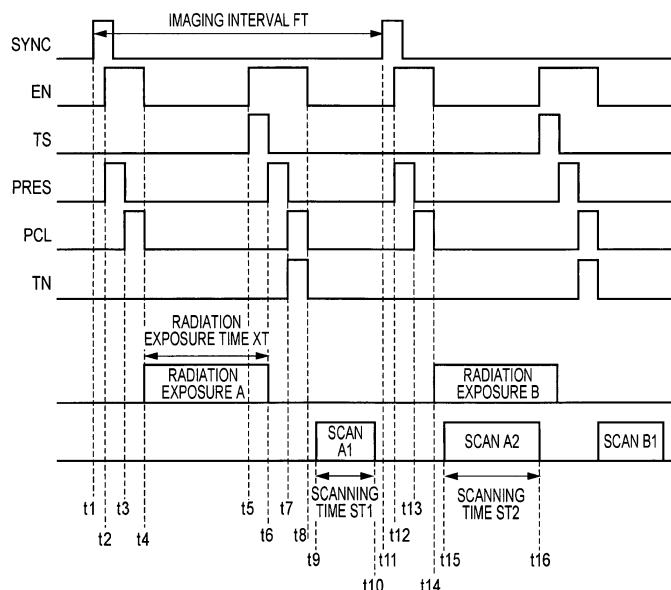 IMAGING INTERVAL FT
SYNC
EN
TS
PRES
PCL
TN
RADIATION
EXPOSURE TIME XT
RADIATION
EXPOSURE A
RADIATION
EXPOSURE B
SCAN
A1
SCAN A2
SCAN B1
SCANNING
TIME ST1
SCANNING
TIME ST2
t1
t2
t3
t4
t5
t6
t7
t8
t9
t10
t11
t12
t13
t14
t15
t16